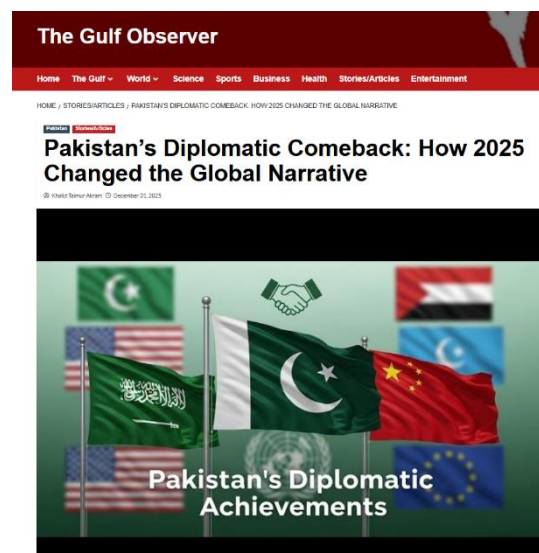 The Gulf Observer
Home The Gulf World Science Sports Business Health Stories/Articles Entertainment
HOME / STORIES/ARTICLES / PAKISTAN'S DIPLOMATIC COMEBACK: HOW 2025 CHANGED THE GLOBAL NARRATIVE
Pakistan Stories/Articles
Pakistan’s Diplomatic Comeback: How 2025
Changed the Global Narrative
Khalid Taimur Akram December 31, 2025
Pakistan's Diplomatic
Achievements